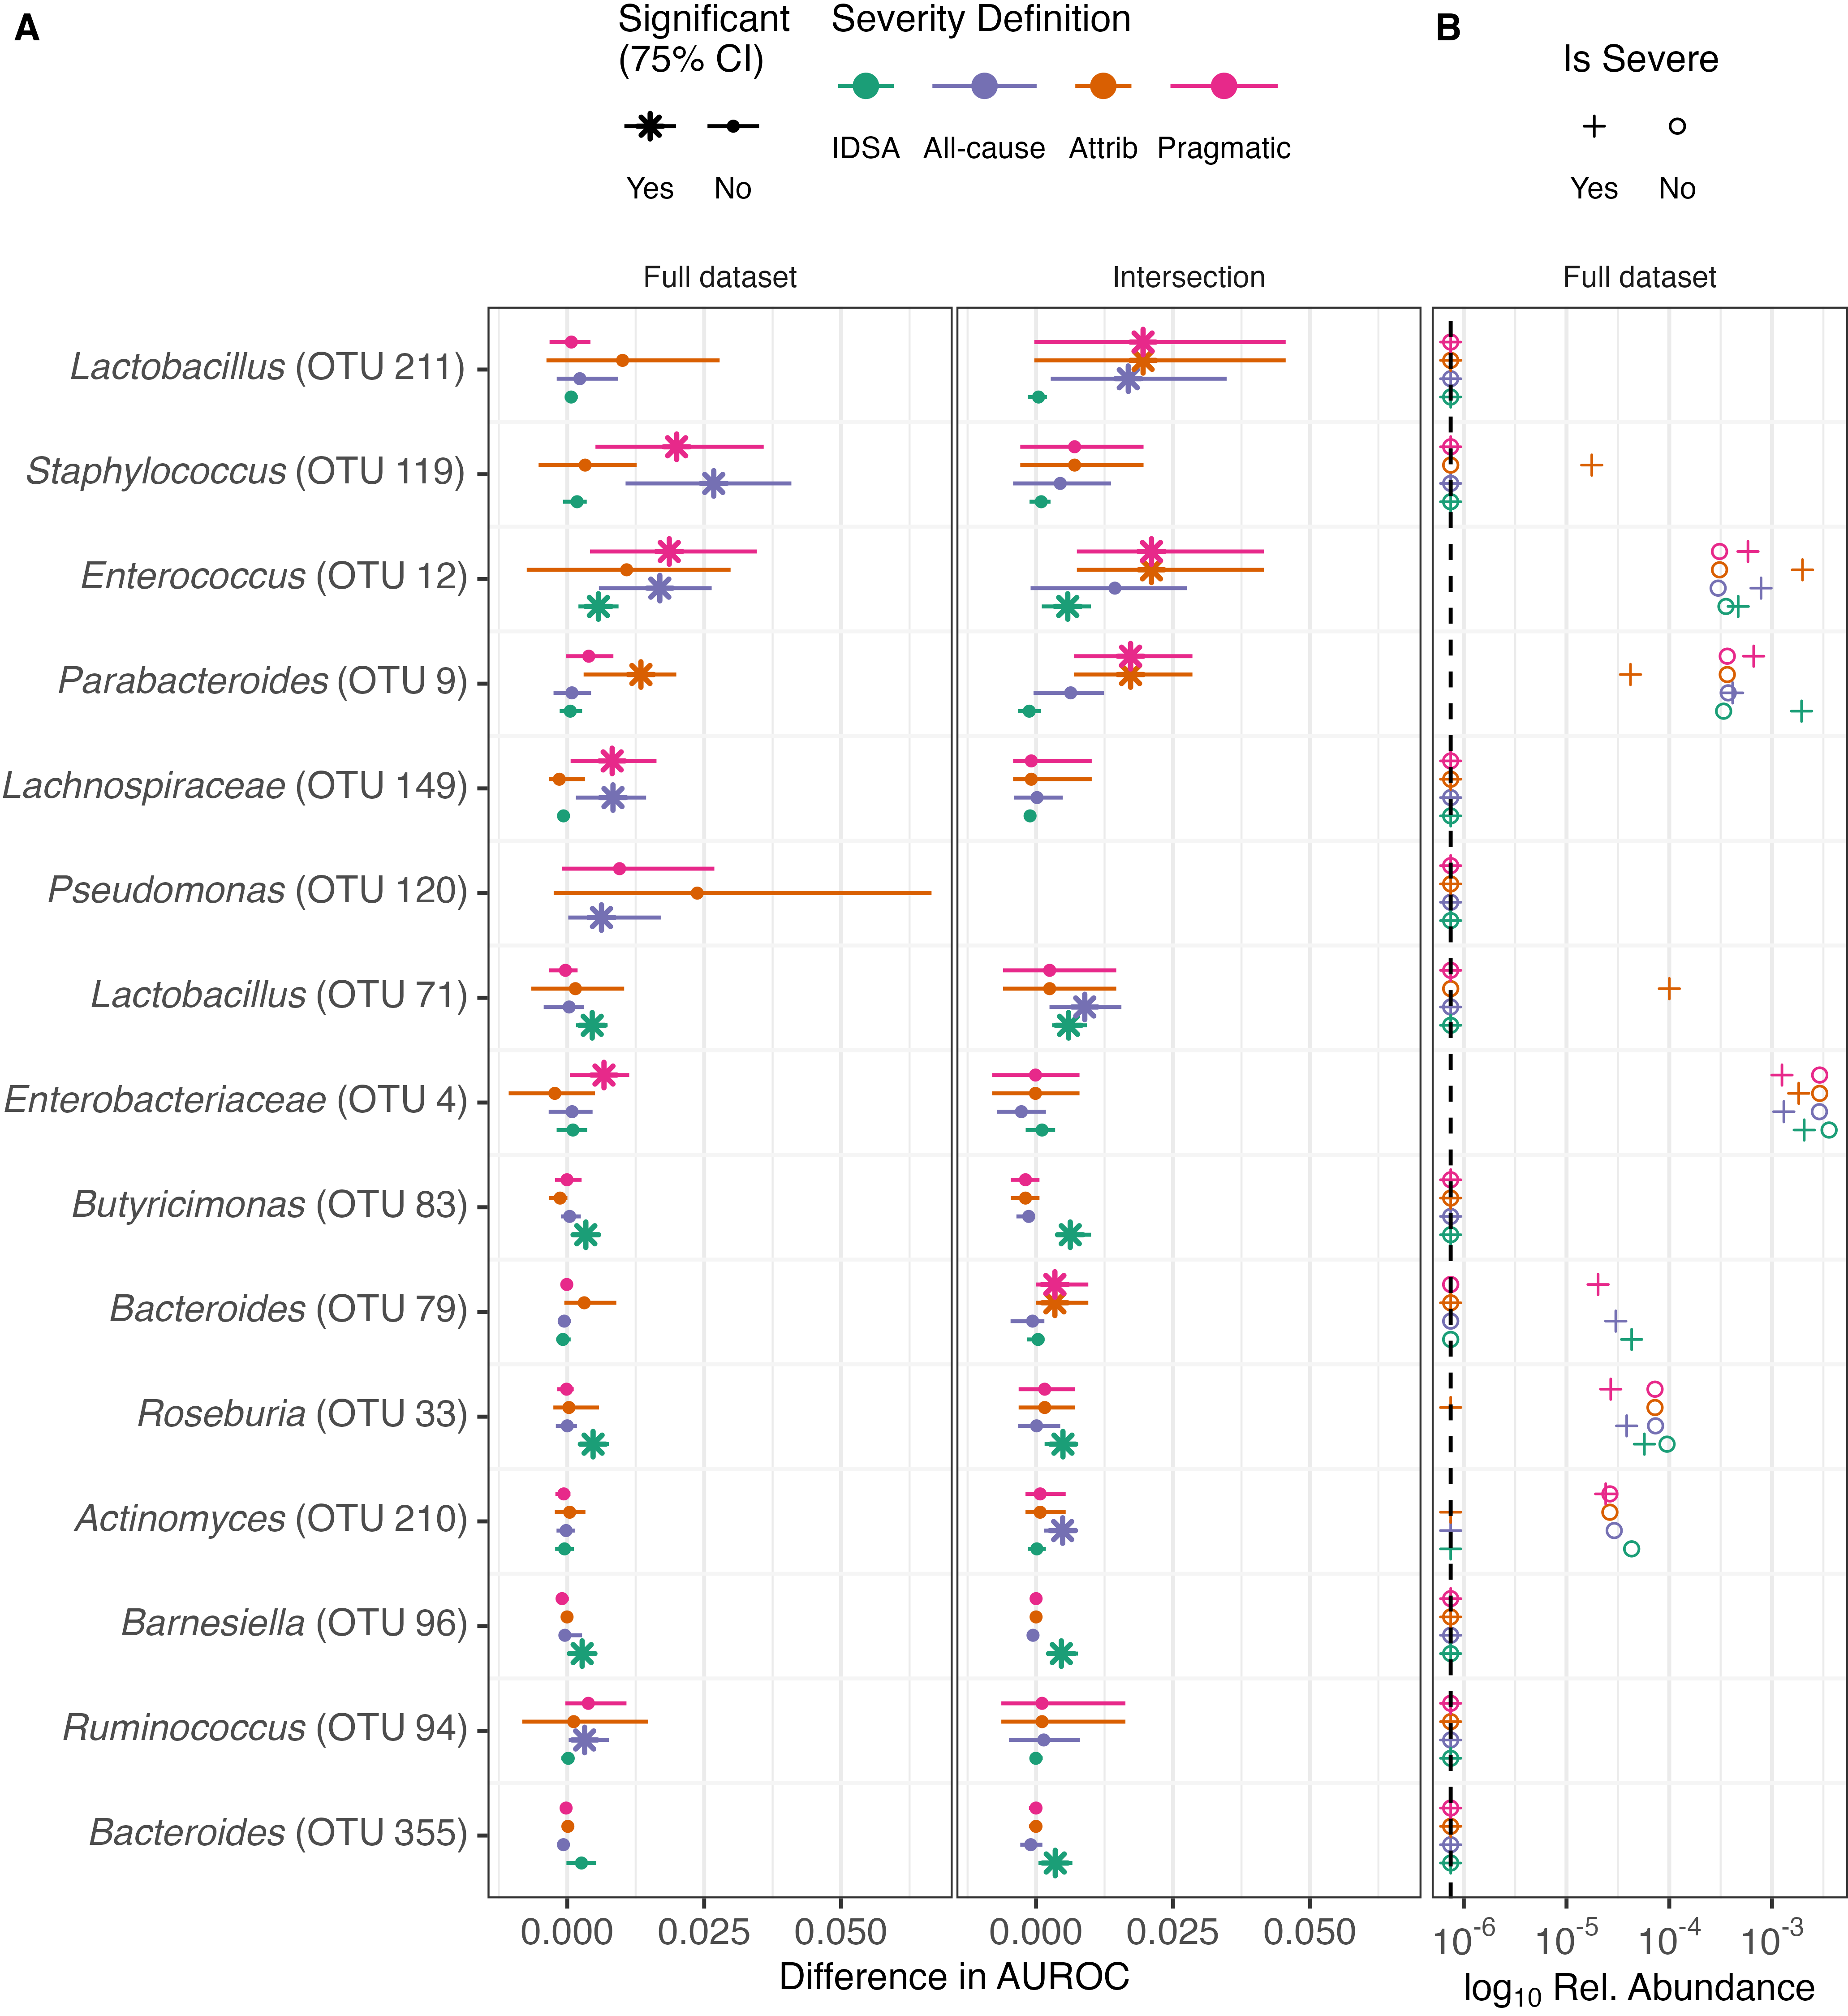 A
Significant
(75% CI)
Yes No
Severity Definition
IDSA All-cause Attrib Pragmatic
B
Is Severe
Yes No
Full dataset Intersection Full dataset
Lactobacillus (OTU 211)
Staphylococcus (OTU 119)
Enterococcus (OTU 12)
Parabacteroides (OTU 9)
Lachnospiraceae (OTU 149)
Pseudomonas (OTU 120)
Lactobacillus (OTU 71)
Enterobacteriaceae (OTU 4)
Butyricimonas (OTU 83)
Bacteroides (OTU 79)
Roseburia (OTU 33)
Actinomyces (OTU 210)
Barnesiella (OTU 96)
Ruminococcus (OTU 94)
Bacteroides (OTU 355)
0.000 0.025 0.050 0.000 0.025 0.050 10^-6 10^-5 10^-4 10^-3
Difference in AUROC
log10 Rel. Abundance